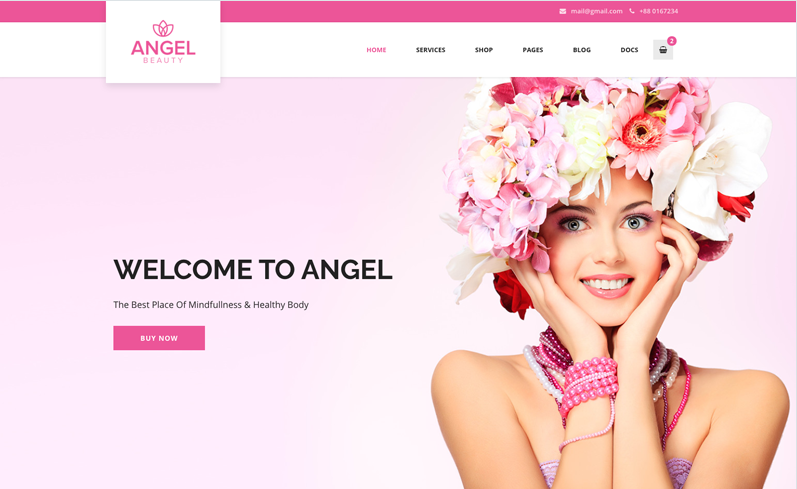 mail@gmail.com +88 0167234
ANGEL
BEAUTY
HOME SERVICES SHOP PAGES BLOG DOCS 2
WELCOME TO ANGEL
The Best Place Of Mindfullness & Healthy Body
BUY NOW